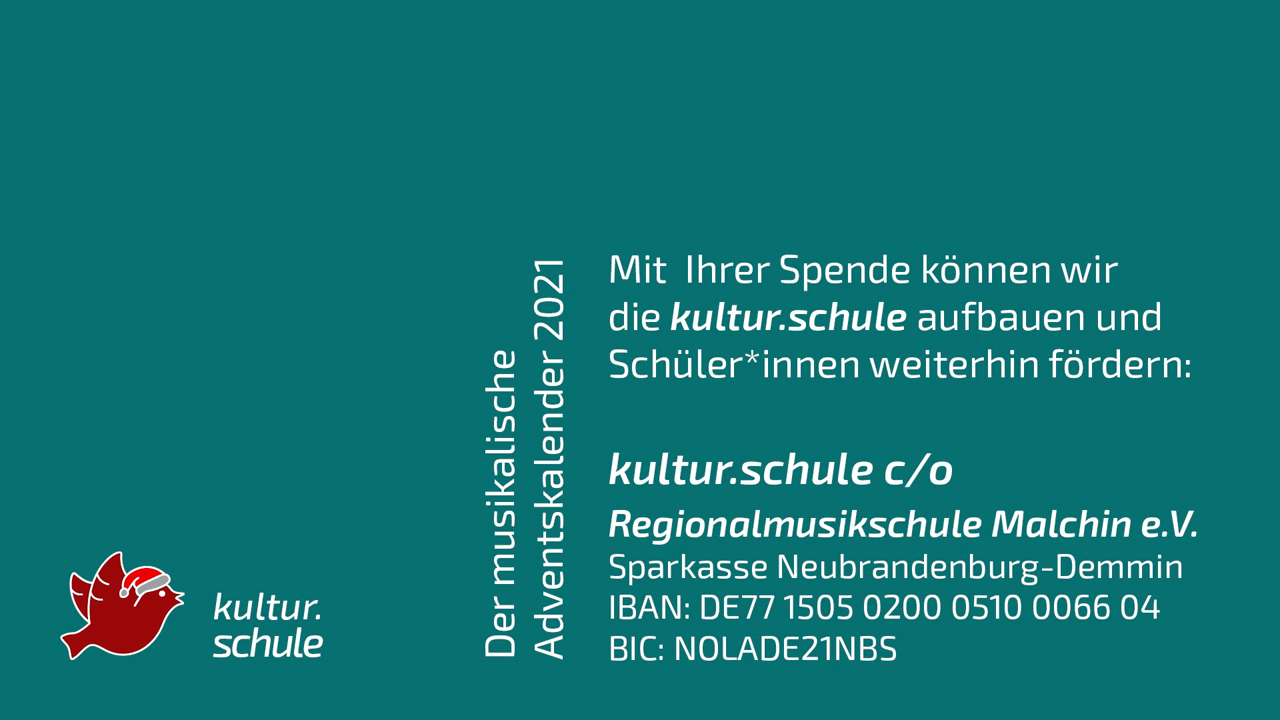 Der musikalische
Adventskalender 2021
Mit Ihrer Spende können wir
die kultur.schule aufbauen und
Schüler*innen weiterhin fördern:
kultur.schule c/o
Regionalmusikschule Malchin e.V.
Sparkasse Neubrandenburg-Demmin
IBAN: DE77 1505 0200 0510 0066 04
BIC: NOLADE21NBS
kultur.
schule